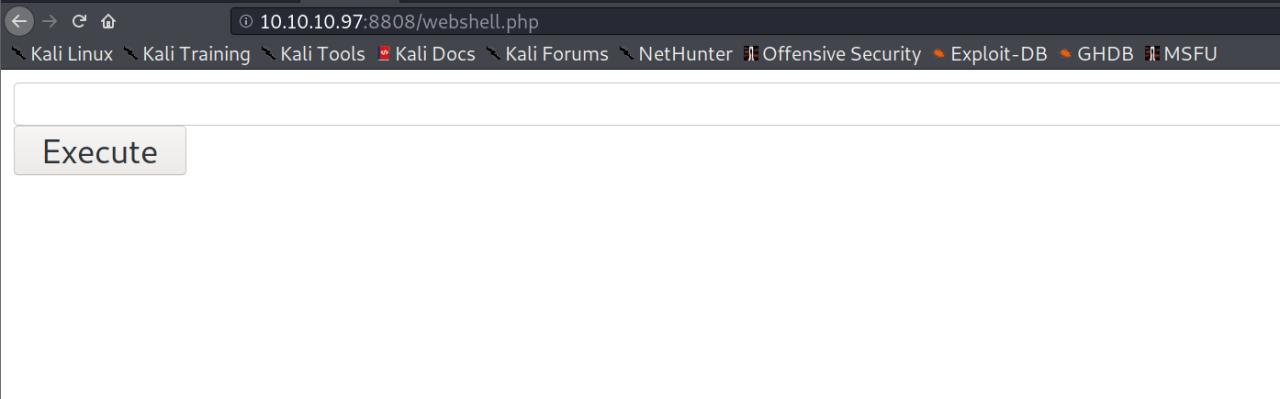 10.10.10.97:8808/webshell.php
Kali Linux Kali Training Kali Tools Kali Docs Kali Forums NetHunter Offensive Security Exploit-DB GHDB MSFU
Execute